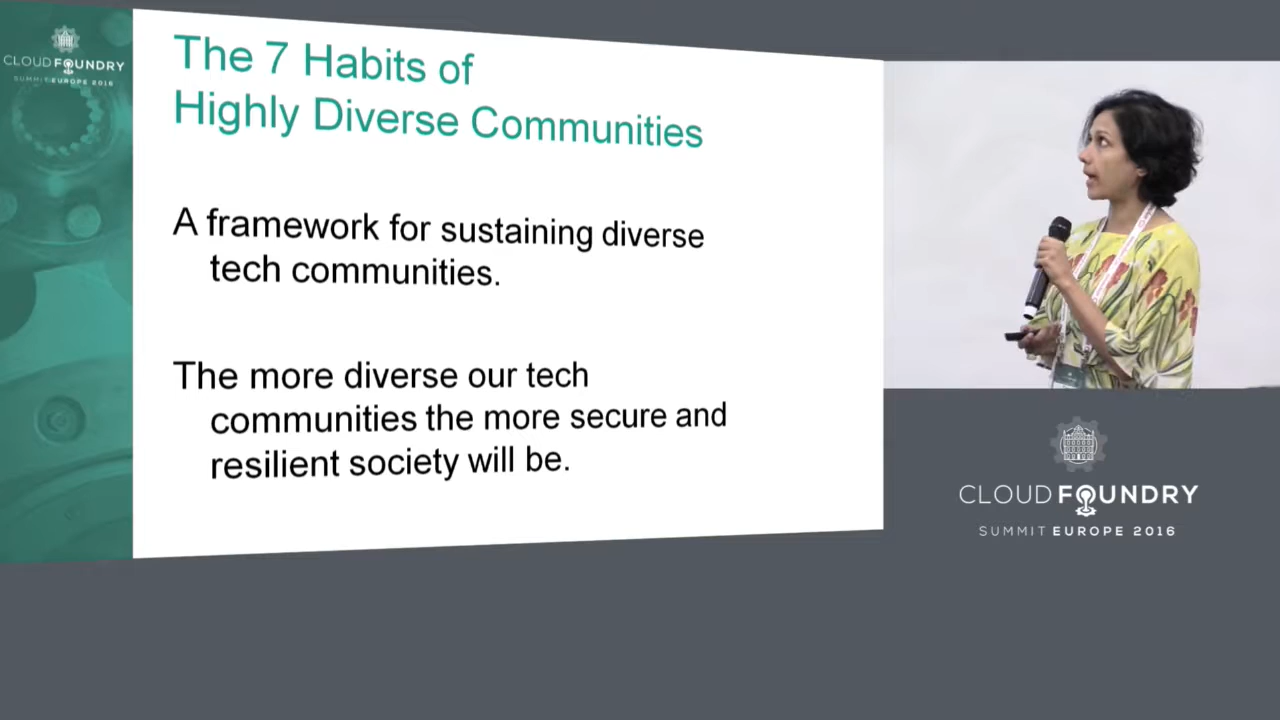 CLOUD FOUNDRY
SUMMIT EUROPE 2016
The 7 Habits of
Highly Diverse Communities
A framework for sustaining diverse
tech communities.
The more diverse our tech
communities the more secure and
resilient society will be.
CLOUD FOUNDRY
SUMMIT EUROPE 2016